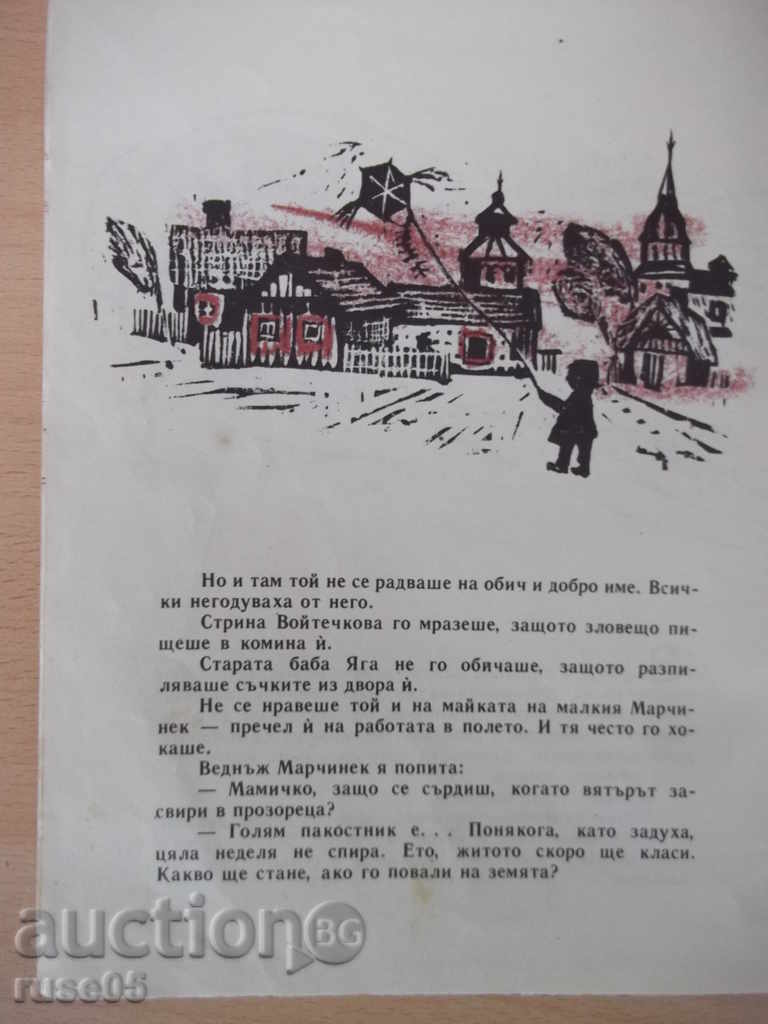 Но и там той не се радваше на обич и добро име. Всич-
ки негодуваха от него.
Стрина Войтечкова го мразеше, защото зловещо пи-
щеше в комина ѝ.
Старата баба Яга не го обичаше, защото разпи-
ляваше съчките из двора ѝ.
Не се нравеше той и на майката на малкия Марчи-
нек — пречел ѝ на работата в полето. И тя често го хо-
каше.
Веднъж Марчинек я попита:
— Мамичко, защо се сърдиш, когато вятърът за-
свири в прозореца?
— Голям пакостник е. . . Понякога, като задуха,
цяла неделя не спира. Ето, житото скоро ще класи.
Какво ще стане, ако го повали на земята?
auction BG
ruse05